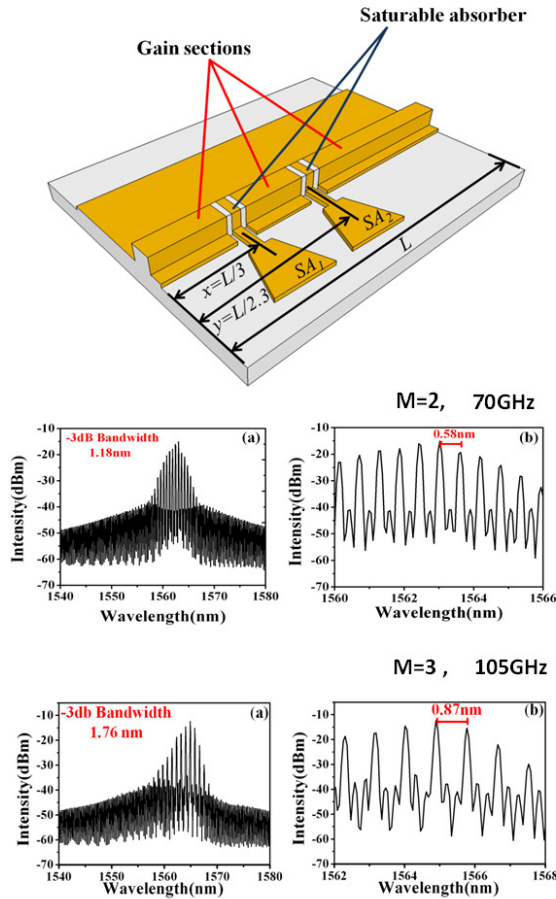 Saturable absorber
Gain sections
SA2
SA1
L
x=L/3
y=L/2.3
M=2, 70GHz
-3dB Bandwidth
1.18nm
(a)
Intensity(dBm)
-10
-20
-30
-40
-50
-60
-70
1540 1550 1560 1570 1580
Wavelength(nm)
(b)
0.58nm
Intensity(dBm)
-10
-20
-30
-40
-50
-60
-70
1560 1562 1564 1566
Wavelength(nm)
M=3 , 105GHz
-3db Bandwidth
1.76 nm
(a)
Intensity(dBm)
-10
-20
-30
-40
-50
-60
-70
1540 1550 1560 1570 1580
Wavelength(nm)
(b)
0.87nm
Intensity(dBm)
-10
-20
-30
-40
-50
-60
-70
1562 1564 1566 1568
Wavelength(nm)